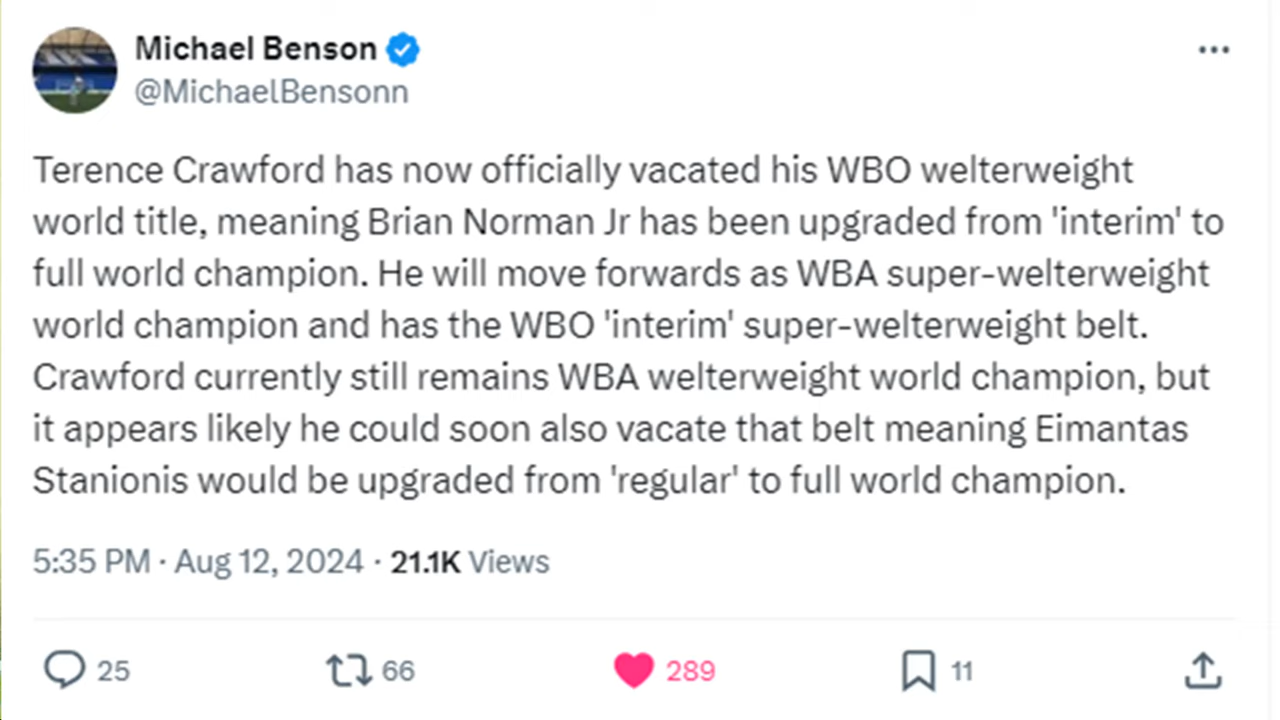 Michael Benson
@MichaelBensonn
Terence Crawford has now officially vacated his WBO welterweight
world title, meaning Brian Norman Jr has been upgraded from 'interim' to
full world champion. He will move forwards as WBA super-welterweight
world champion and has the WBO 'interim' super-welterweight belt.
Crawford currently still remains WBA welterweight world champion, but
it appears likely he could soon also vacate that belt meaning Eimantas
Stanionis would be upgraded from 'regular' to full world champion.
5:35 PM · Aug 12, 2024 · 21.1K Views
25 66 289 11